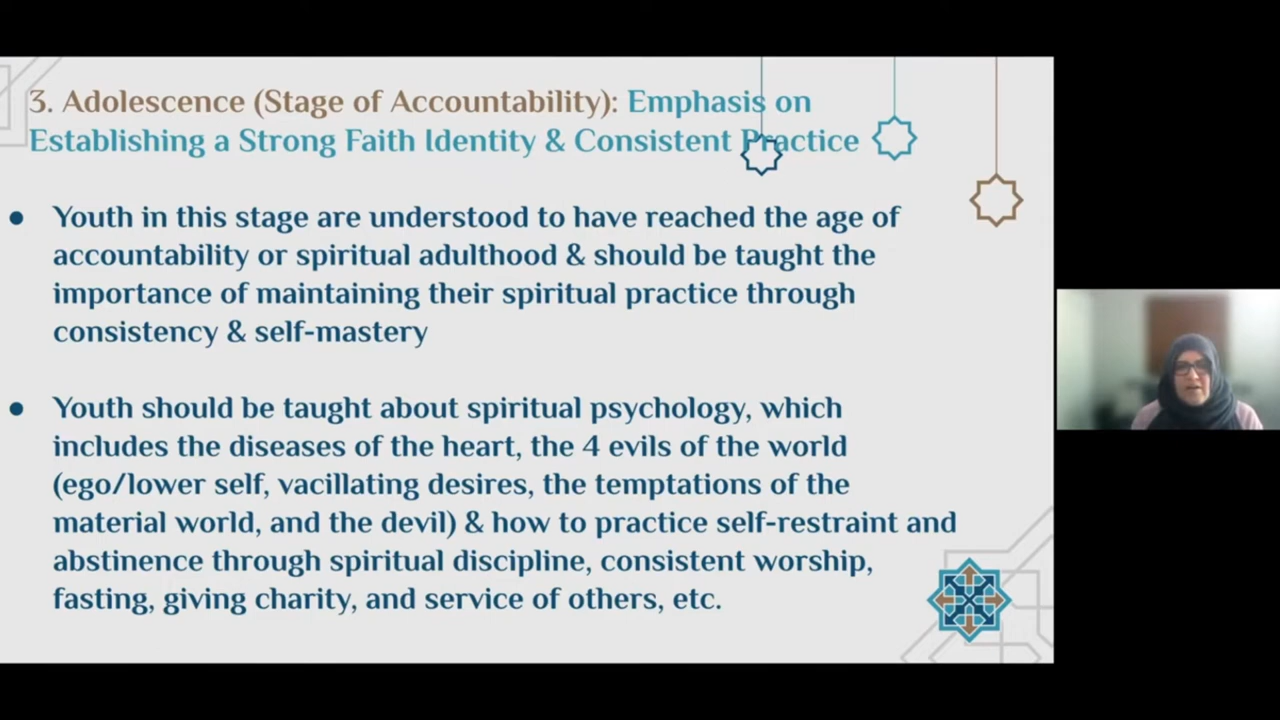 3. Adolescence (Stage of Accountability): Emphasis on
Establishing a Strong Faith Identity & Consistent Practice
● Youth in this stage are understood to have reached the age of
accountability or spiritual adulthood & should be taught the
importance of maintaining their spiritual practice through
consistency & self-mastery
● Youth should be taught about spiritual psychology, which
includes the diseases of the heart, the 4 evils of the world
(ego/lower self, vacillating desires, the temptations of the
material world, and the devil) & how to practice self-restraint and
abstinence through spiritual discipline, consistent worship,
fasting, giving charity, and service of others, etc.